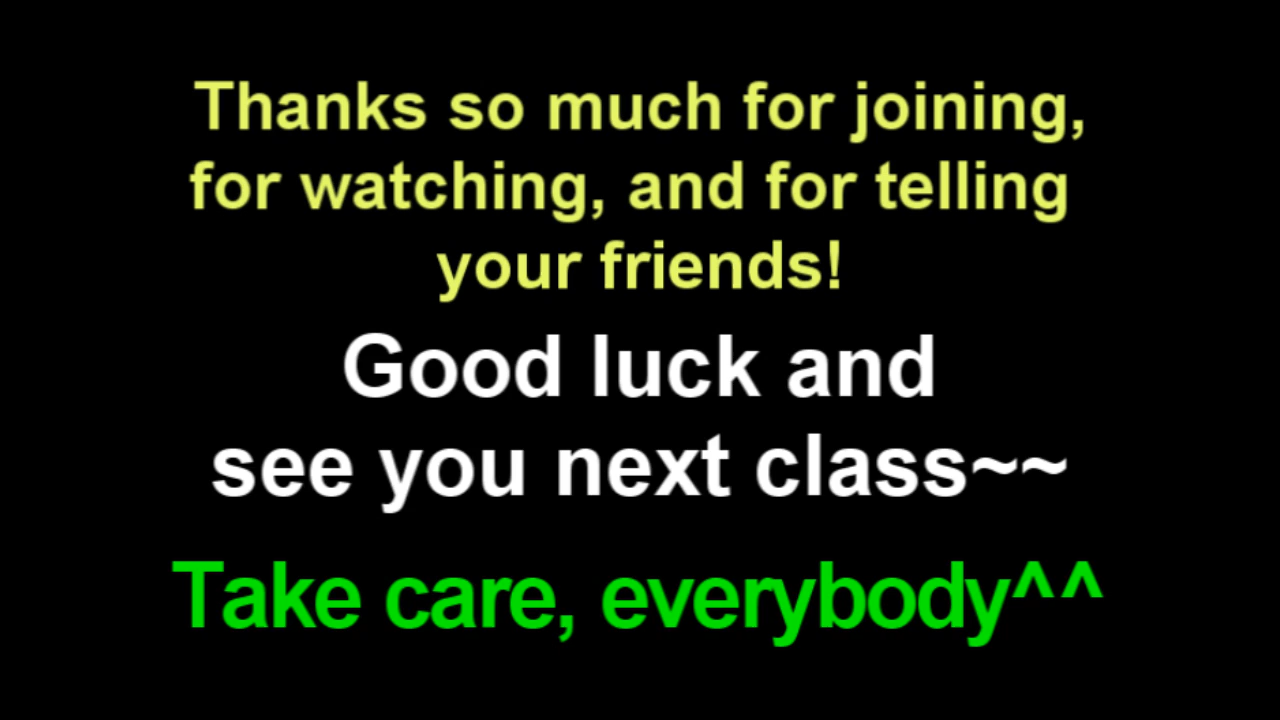 Thanks so much for joining,
for watching, and for telling
your friends!
Good luck and
see you next class~~
Take care, everybody^^